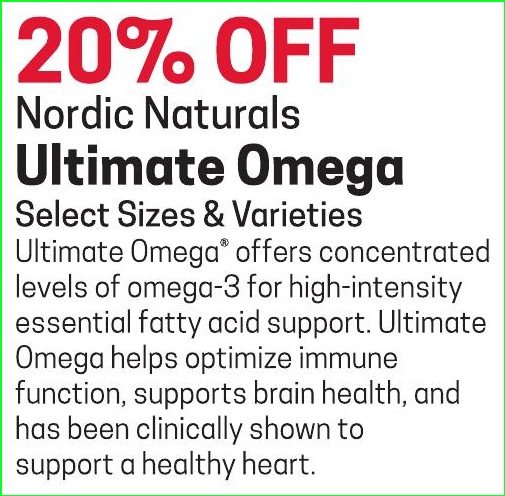 20% OFF
Nordic Naturals
Ultimate Omega
Select Sizes & Varieties
Ultimate Omega® offers concentrated
levels of omega-3 for high-intensity
essential fatty acid support. Ultimate
Omega helps optimize immune
function, supports brain health, and
has been clinically shown to
support a healthy heart.